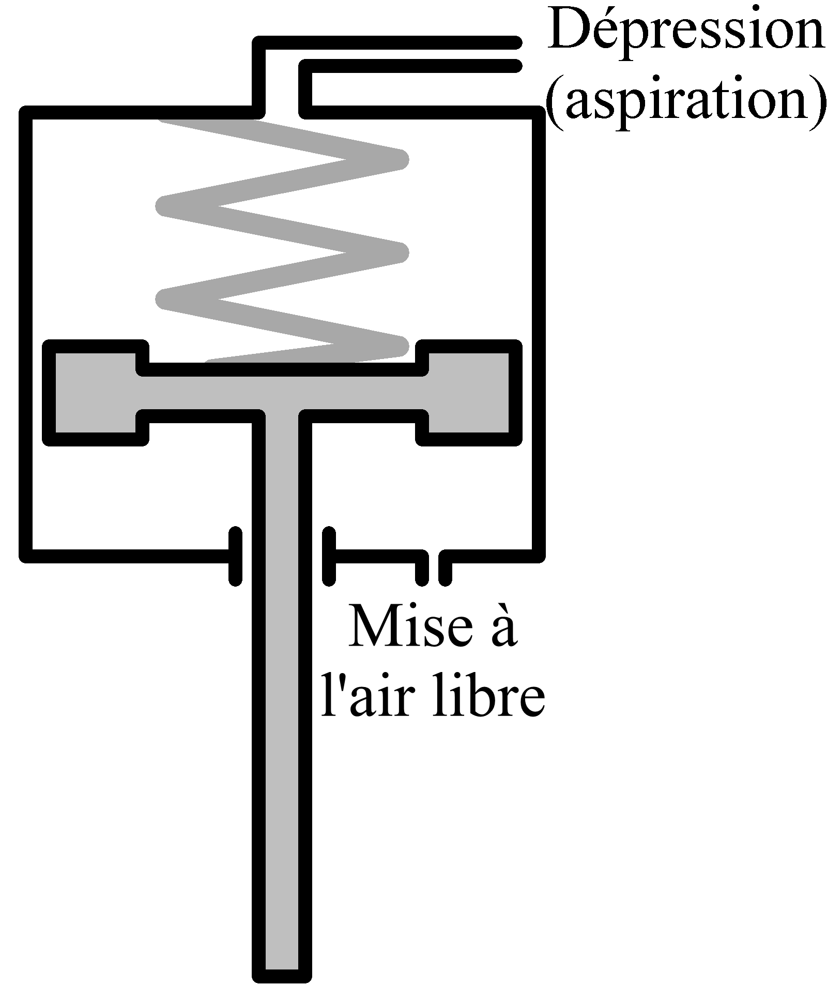 Dépression
(aspiration)
Mise à
l'air libre